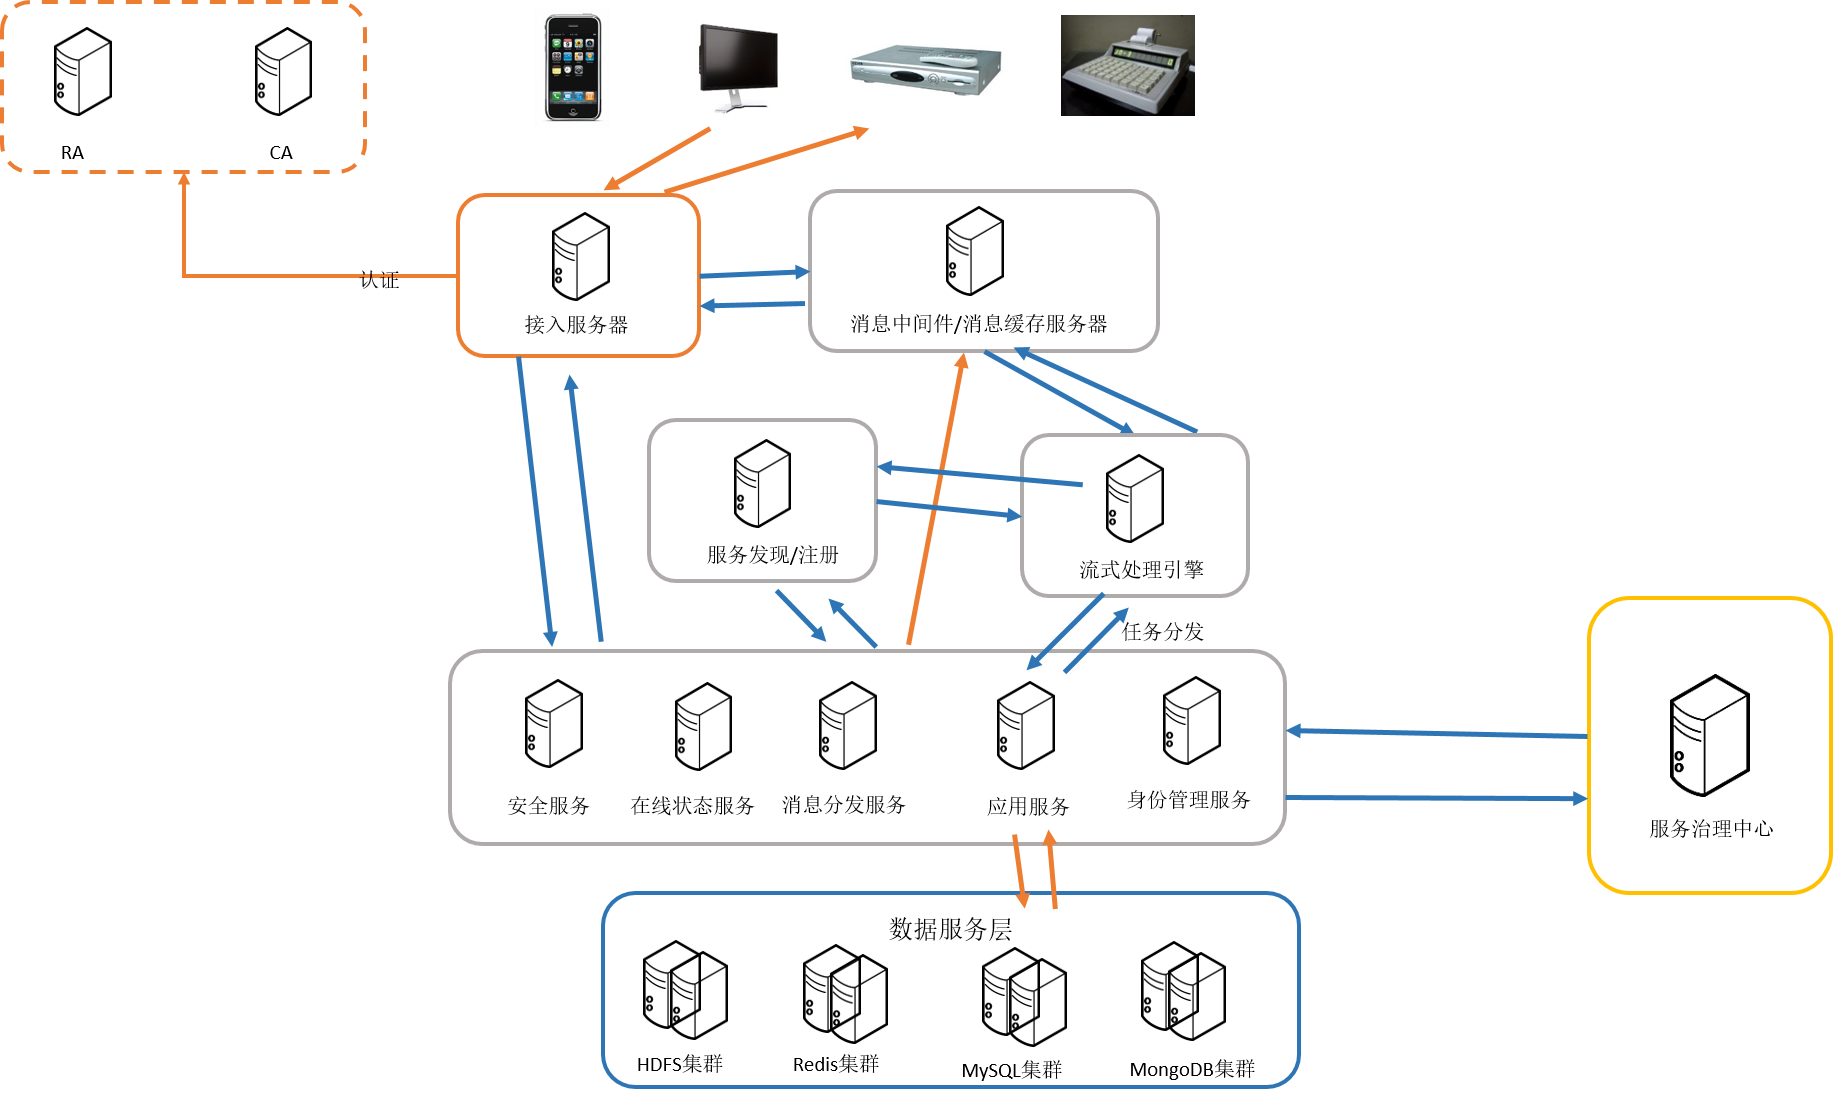 RA
CA
认证
接入服务器
消息中间件/消息缓存服务器
服务发现/注册
流式处理引擎
任务分发
安全服务
在线状态服务
消息分发服务
应用服务
身份管理服务
服务治理中心
数据服务层
HDFS集群
Redis集群
MySQL集群
MongoDB集群